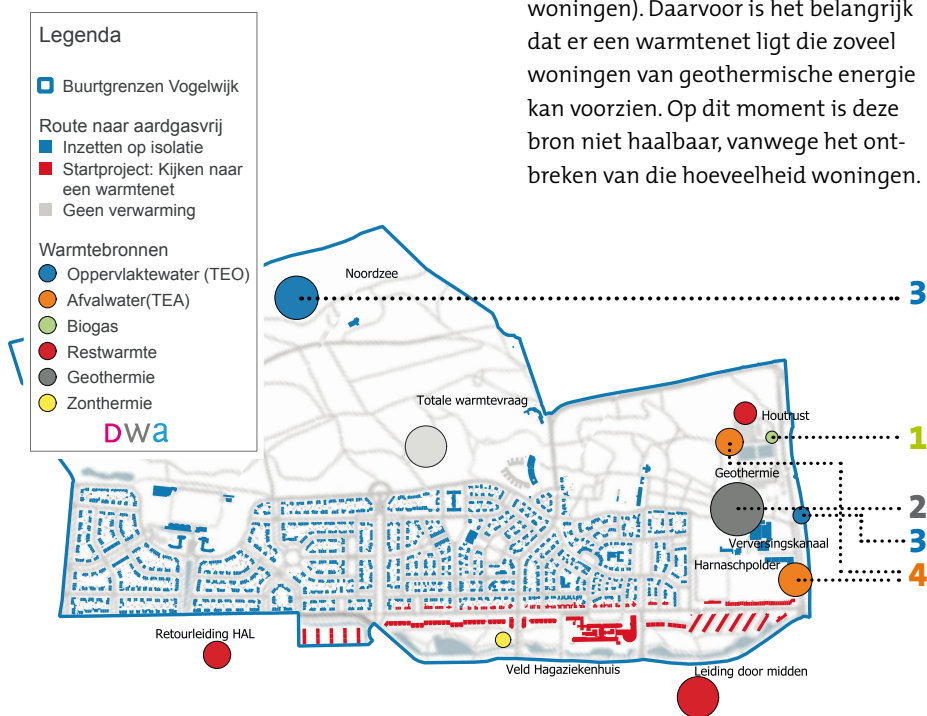 woningen). Daarvoor is het belangrijk
dat er een warmtenet ligt die zoveel
woningen van geothermische energie
kan voorzien. Op dit moment is deze
bron niet haalbaar, vanwege het ont-
breken van die hoeveelheid woningen.
Legenda
Buurtgrenzen Vogelwijk
Route naar aardgasvrij
Inzetten op isolatie
Startproject: Kijken naar
een warmtenet
Geen verwarming
Warmtebronnen
Oppervlaktewater (TEO)
Afvalwater(TEA)
Biogas
Restwarmte
Geothermie
Zonthermie
DWa
Noordzee
3
Totale warmtevraag
Houtrust
1
Geothermie
2
Verversingskanaal
3
Harnaschpolder
4
Retourleiding HAL
Veld Hagaziekenhuis
Leiding door midden